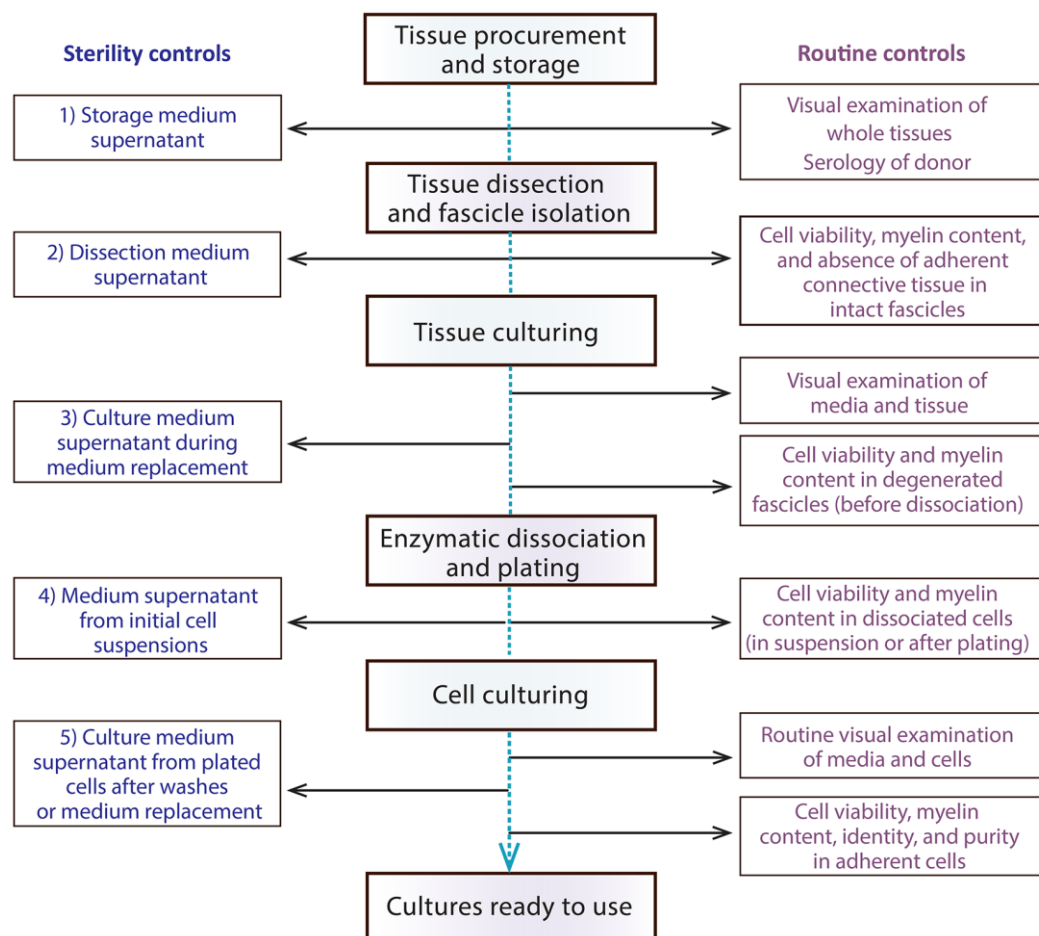 Tissue procurement
and storage
Sterility controls
Routine controls
1) Storage medium
supernatant
Visual examination of
whole tissues
Serology of donor
Tissue dissection
and fascicle isolation
2) Dissection medium
supernatant
Cell viability, myelin content,
and absence of adherent
connective tissue in
intact fascicles
Tissue culturing
Visual examination of
media and tissue
3) Culture medium
supernatant during
medium replacement
Cell viability and myelin
content in degenerated
fascicles (before dissociation)
Enzymatic dissociation
and plating
4) Medium supernatant
from initial cell
suspensions
Cell viability and myelin
content in dissociated cells
(in suspension or after plating)
Cell culturing
5) Culture medium
supernatant from plated
cells after washes
or medium replacement
Routine visual examination
of media and cells
Cell viability, myelin
content, identity, and purity
in adherent cells
Cultures ready to use